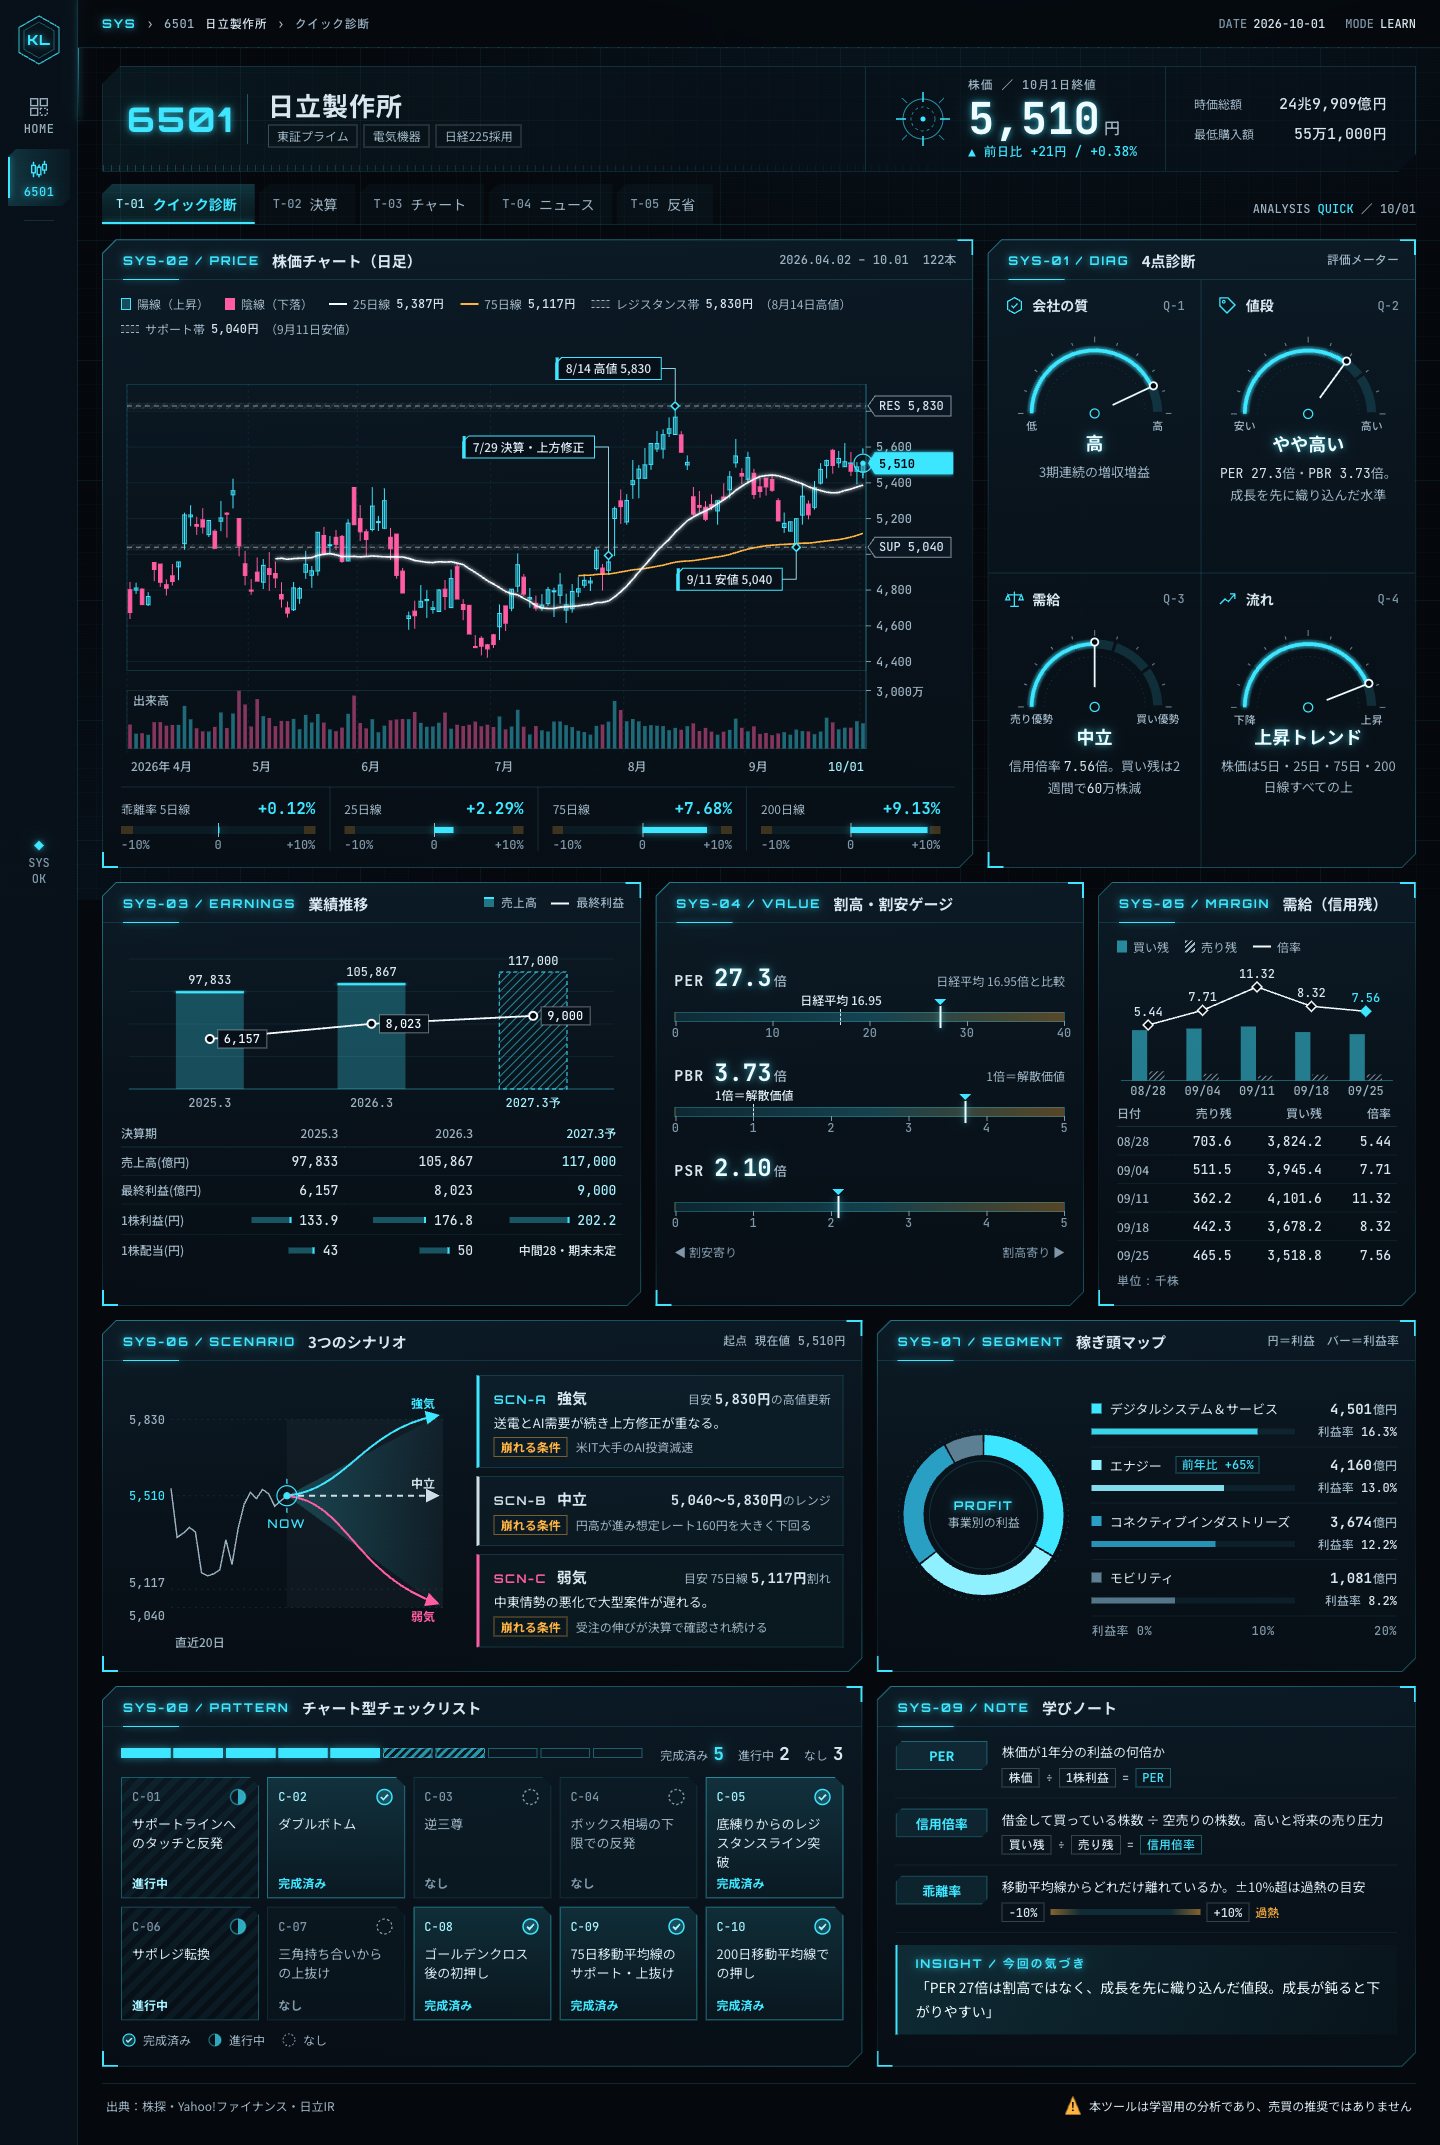 KL
HOME
6501
SYS
OK
SYS › 6501 日立製作所 › クイック診断
DATE 2026-10-01 MODE LEARN
6501
日立製作所
東証プライム 電気機器 日経225採用
株価 ／ 10月1日終値
5,510円
▲ 前日比 +21円 / +0.38%
時価総額 24兆9,909億円
最低購入額 55万1,000円
T-01 クイック診断 T-02 決算 T-03 チャート T-04 ニュース T-05 反省
ANALYSIS QUICK ／ 10/01
SYS-02 / PRICE 株価チャート（日足）
2026.04.02 – 10.01 122本
陽線（上昇） 陰線（下落） 25日線 5,387円 75日線 5,117円 レジスタンス帯 5,830円 （8月14日高値）
サポート帯 5,040円 （9月11日安値）
8/14 高値 5,830
7/29 決算・上方修正
9/11 安値 5,040
RES 5,830
5,600
5,510
5,400
5,200
SUP 5,040
4,800
4,600
4,400
3,000万
出来高
2026年 4月 5月 6月 7月 8月 9月 10/01
乖離率 5日線 +0.12%
-10% 0 +10%
25日線 +2.29%
-10% 0 +10%
75日線 +7.68%
-10% 0 +10%
200日線 +9.13%
-10% 0 +10%
SYS-01 / DIAG 4点診断
評価メーター
会社の質 Q-1
低 高
高
3期連続の増収増益
値段 Q-2
安い 高い
やや高い
PER 27.3倍・PBR 3.73倍。
成長を先に織り込んだ水準
需給 Q-3
売り優勢 買い優勢
中立
信用倍率 7.56倍。買い残は2
週間で60万株減
流れ Q-4
下降 上昇
上昇トレンド
株価は5日・25日・75日・200
日線すべての上
SYS-03 / EARNINGS 業績推移
売上高 最終利益
97,833 105,867 117,000
6,157 8,023 9,000
2025.3 2026.3 2027.3予
決算期 2025.3 2026.3 2027.3予
売上高(億円) 97,833 105,867 117,000
最終利益(億円) 6,157 8,023 9,000
1株利益(円) 133.9 176.8 202.2
1株配当(円) 43 50 中間28・期末未定
SYS-04 / VALUE 割高・割安ゲージ
PER 27.3倍 日経平均 16.95倍と比較
日経平均 16.95
0 10 20 30 40
PBR 3.73倍 1倍＝解散価値
1倍＝解散価値
0 1 2 3 4 5
PSR 2.10倍
0 1 2 3 4 5
◀ 割安寄り 割高寄り ▶
SYS-05 / MARGIN 需給（信用残）
買い残 売り残 倍率
5.44 7.71 11.32 8.32 7.56
08/28 09/04 09/11 09/18 09/25
日付 売り残 買い残 倍率
08/28 703.6 3,824.2 5.44
09/04 511.5 3,945.4 7.71
09/11 362.2 4,101.6 11.32
09/18 442.3 3,678.2 8.32
09/25 465.5 3,518.8 7.56
単位：千株
SYS-06 / SCENARIO 3つのシナリオ
起点 現在値 5,510円
5,830
5,510
5,117
5,040
強気
中立
弱気
NOW
直近20日
SCN-A 強気 目安 5,830円の高値更新
送電とAI需要が続き上方修正が重なる。
崩れる条件 米IT大手のAI投資減速
SCN-B 中立 5,040〜5,830円のレンジ
崩れる条件 円高が進み想定レート160円を大きく下回る
SCN-C 弱気 目安 75日線 5,117円割れ
中東情勢の悪化で大型案件が遅れる。
崩れる条件 受注の伸びが決算で確認され続ける
SYS-07 / SEGMENT 稼ぎ頭マップ
円＝利益 バー＝利益率
PROFIT
事業別の利益
デジタルシステム＆サービス 4,501億円
利益率 16.3%
エナジー 前年比 +65% 4,160億円
利益率 13.0%
コネクティブインダストリーズ 3,674億円
利益率 12.2%
モビリティ 1,081億円
利益率 8.2%
利益率 0% 10% 20%
SYS-08 / PATTERN チャート型チェックリスト
完成済み 5 進行中 2 なし 3
C-01
サポートラインへ
のタッチと反発
進行中
C-02
ダブルボトム
完成済み
C-03
逆三尊
なし
C-04
ボックス相場の下
限での反発
なし
C-05
底練りからのレジ
スタンスライン突
破
完成済み
C-06
サポレジ転換
進行中
C-07
三角持ち合いから
の上抜け
なし
C-08
ゴールデンクロス
後の初押し
完成済み
C-09
75日移動平均線の
サポート・上抜け
完成済み
C-10
200日移動平均線で
の押し
完成済み
完成済み 進行中 なし
SYS-09 / NOTE 学びノート
PER 株価が1年分の利益の何倍か
株価 ÷ 1株利益 = PER
信用倍率 借金して買っている株数 ÷ 空売りの株数。高いと将来の売り圧力
買い残 ÷ 売り残 = 信用倍率
乖離率 移動平均線からどれだけ離れているか。±10%超は過熱の目安
-10% +10% 過熱
INSIGHT / 今回の気づき
「PER 27倍は割高ではなく、成長を先に織り込んだ値段。成長が鈍ると下
がりやすい」
出典：株探・Yahoo!ファイナンス・日立IR
本ツールは学習用の分析であり、売買の推奨ではありません